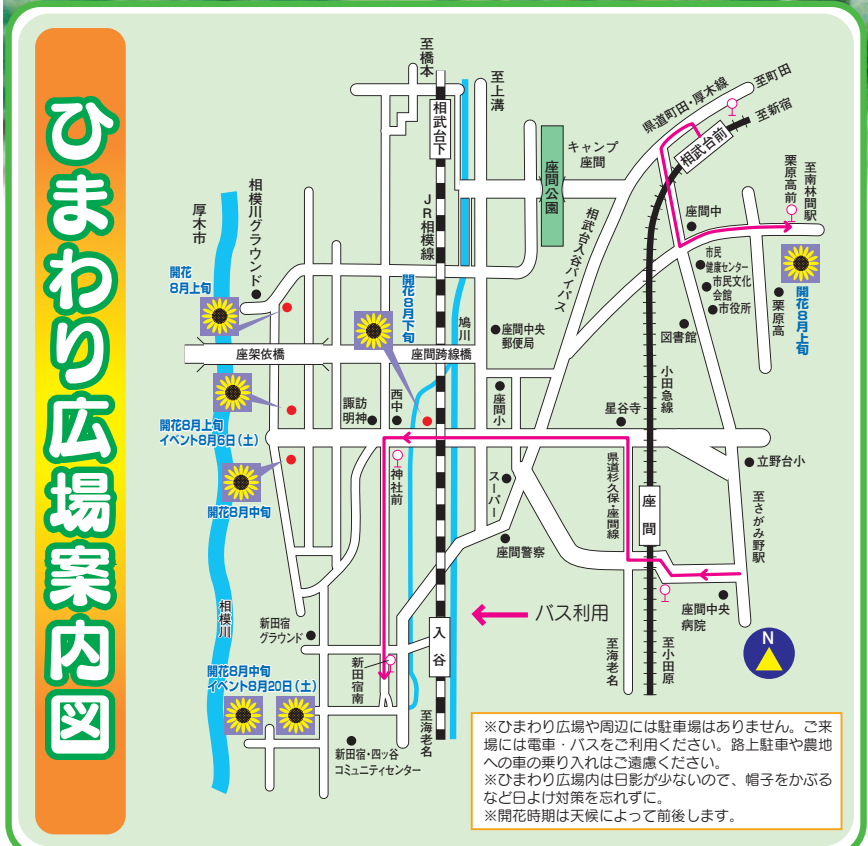 ひまわり広場案内図
至橋本
至上溝
相武台下
JR相模線
キャンプ
座間
座間公園
県道町田・厚木線
至町田
至新宿
相武台前
栗原高前
至南林間駅
座間中
市民
健康センター
市民文化
会館
市役所
図書館
栗原高
開花8月上旬
相武台入谷バイパス
厚木市
相模川グラウンド
開花
8月上旬
開花8月下旬
鳩川
座間中央
郵便局
座架依橋
座間跨線橋
小田急線
開花8月上旬
イベント8月6日(土)
諏訪
明神
西中
座間小
星谷寺
立野台小
開花8月中旬
神社前
スーパー
県道杉久保・座間線
座間
至さがみ野駅
座間警察
相模川
新田宿
グラウンド
入谷
バス利用
座間中央
病院
N
開花8月中旬
イベント8月20日(土)
新田宿南
至海老名
至海老名
至小田原
新田宿・四ッ谷
コミュニティセンター
※ひまわり広場や周辺には駐車場はありません。ご来
場には電車・バスをご利用ください。路上駐車や農地
への車の乗り入れはご遠慮ください。
※ひまわり広場内は日影が少ないので、帽子をかぶる
など日よけ対策を忘れずに。
※開花時期は天候によって前後します。